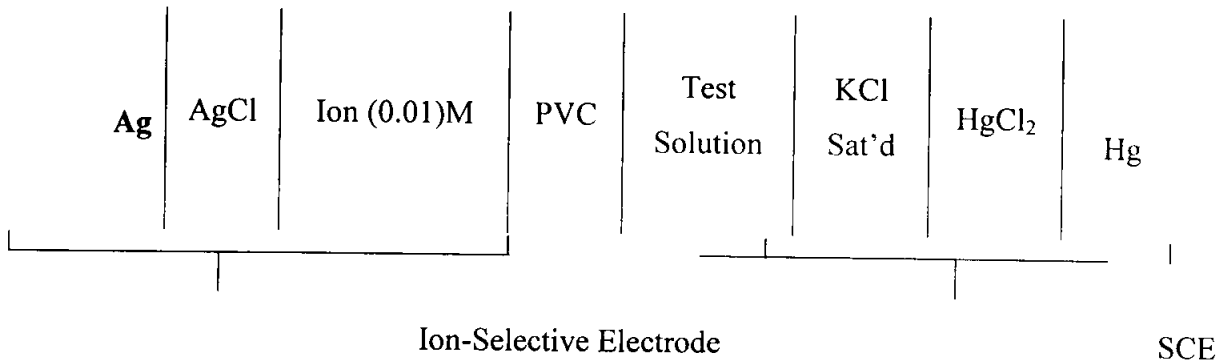 Ag
AgCl
Ion (0.01)M
PVC
Test
Solution
KCl
Sat'd
HgCl₂
Hg
Ion-Selective Electrode
SCE